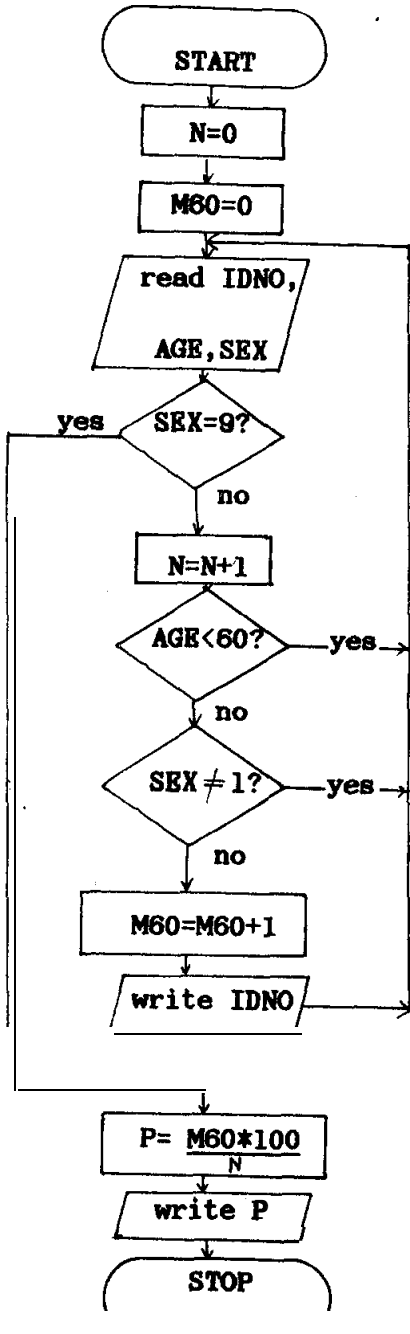 START
N=0
M60=0
read IDNO,
AGE,SEX
SEX=9?
yes
no
N=N+1
AGE<60?
yes
no
SEX≠1?
yes
no
M60=M60+1
write IDNO
P= M60*100
N
write P
STOP